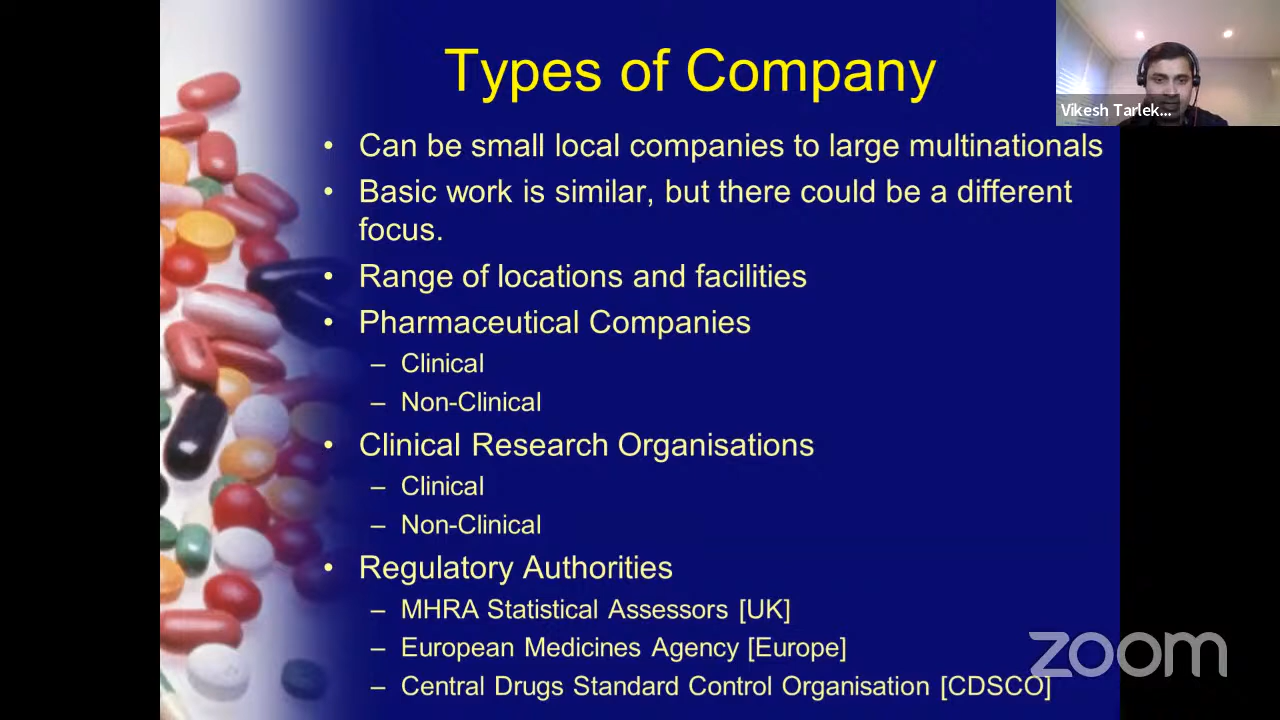 Types of Company
Vikesh Tarlek...
• Can be small local companies to large multinationals
• Basic work is similar, but there could be a different
focus.
• Range of locations and facilities
• Pharmaceutical Companies
– Clinical
– Non-Clinical
• Clinical Research Organisations
– Clinical
– Non-Clinical
• Regulatory Authorities
– MHRA Statistical Assessors [UK]
– European Medicines Agency [Europe]
– Central Drugs Standard Control Organisation [CDSCO]
zoom